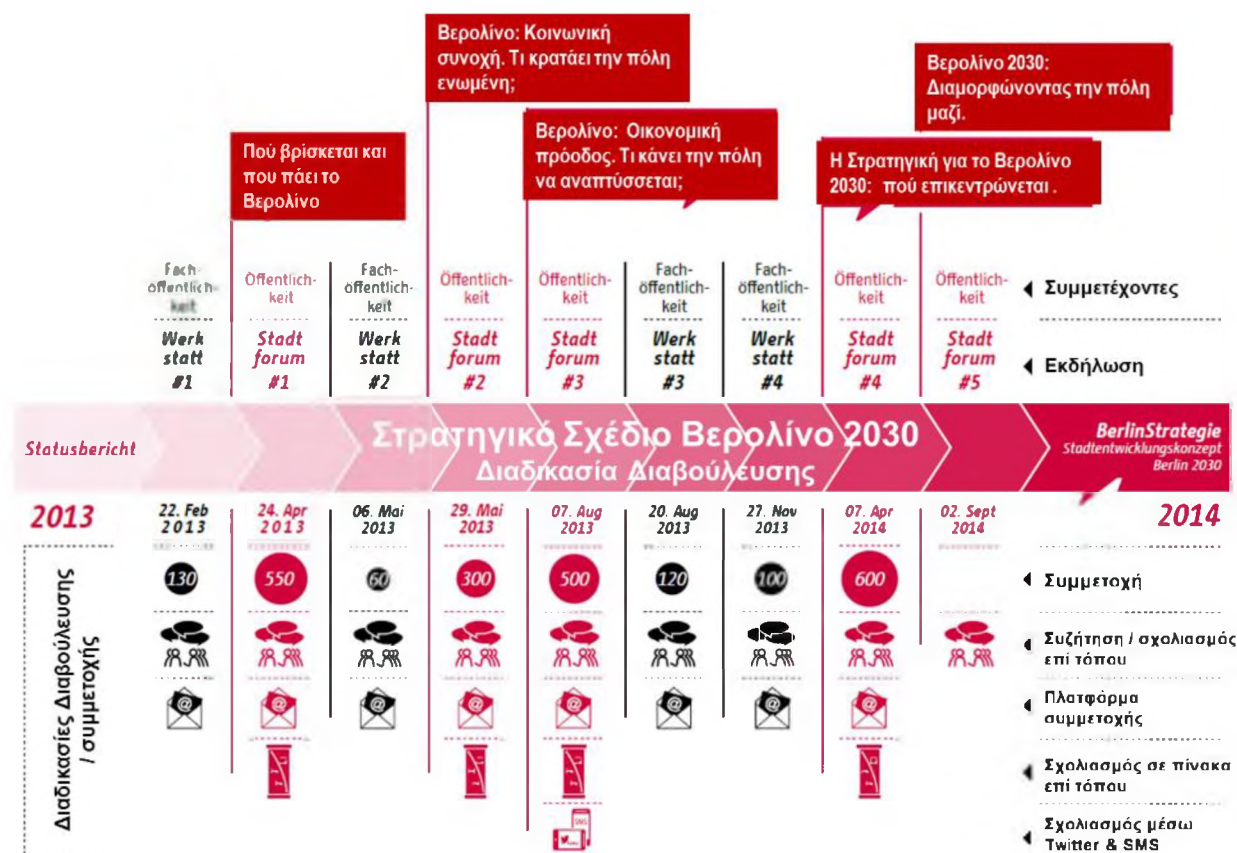 Βερολίνο: Κοινωνική
συνοχή. Τι κρατάει την πόλη
ενωμένη;
Βερολίνο 2030:
Διαμορφώνοντας την πόλη
μαζί.
Βερολίνο: Οικονομική
πρόοδος. Τι κάνει την πόλη
να αναπτύσσεται;
Πού βρίσκεται και
που πάει το
Βερολίνο
Η Στρατηγική για το Βερολίνο
2030: πού επικεντρώνεται .
Fach-
öffentlich-
keit
Öffentlich-
keit
Fach-
öffentlich-
keit
Öffentlich-
keit
Öffentlich-
keit
Fach-
öffentlich-
keit
Fach-
öffentlich-
keit
Öffentlich-
keit
Öffentlich-
keit
Συμμετέχοντες
Werk
statt
#1
Stadt
forum
#1
Werk
statt
#2
Stadt
forum
#2
Stadt
forum
#3
Werk
statt
#3
Werk
statt
#4
Stadt
forum
#4
Stadt
forum
#5
Εκδήλωση
Statusbericht
Στρατηγικό Σχέδιο Βερολίνο 2030
Διαδικασία Διαβούλευσης
BerlinStrategie
Stadtentwicklungskonzept
Berlin 2030
2013
22. Feb
2013
24. Apr
2013
06. Mai
2013
29. Mai
2013
07. Aug
2013
20. Aug
2013
27. Nov
2013
07. Apr
2014
02. Sept
2014
2014
Διαδικασίες Διαβούλευσης
/ συμμετοχής
130
550
60
300
500
120
100
600
Συμμετοχή
Συζήτηση / σχολιασμός
επί τόπου
@
@
@
@
@
@
@
@
Πλατφόρμα
συμμετοχής
Σχολιασμός σε πίνακα
επί τόπου
SMS
Σχολιασμός μέσω
Twitter & SMS